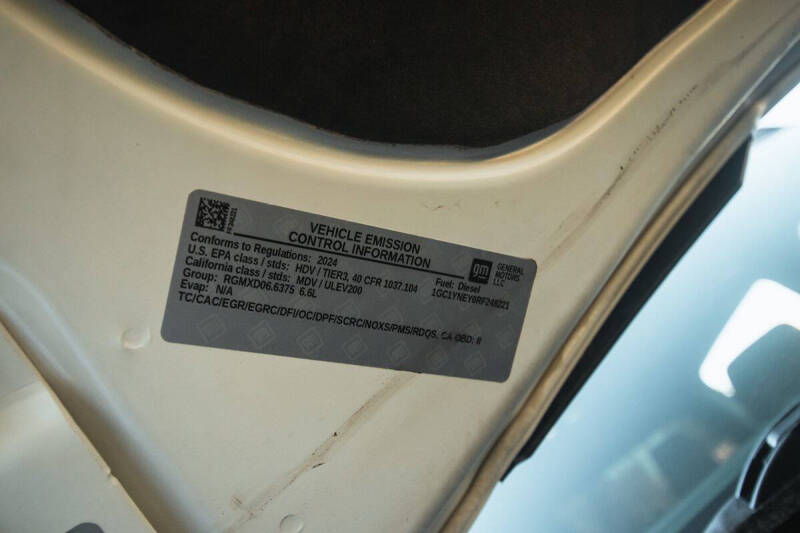 VEHICLE EMISSION
CONTROL INFORMATION
Conforms to Regulations: 2024
U.S. EPA class / stds: HDV / TIER3, 40 CFR 1037.104
California class / stds: MDV / ULEV200
Group: RGMXD06.6375 6.6L
Evap: N/A
TC/CAC/EGR/EGRC/DFI/OC/DPF/SCRC/NOXS/PMS/RDQS, CA OBD: II
Fuel: Diesel
1GC1YNEY0RF248221
gm
GENERAL
MOTORS
LLC